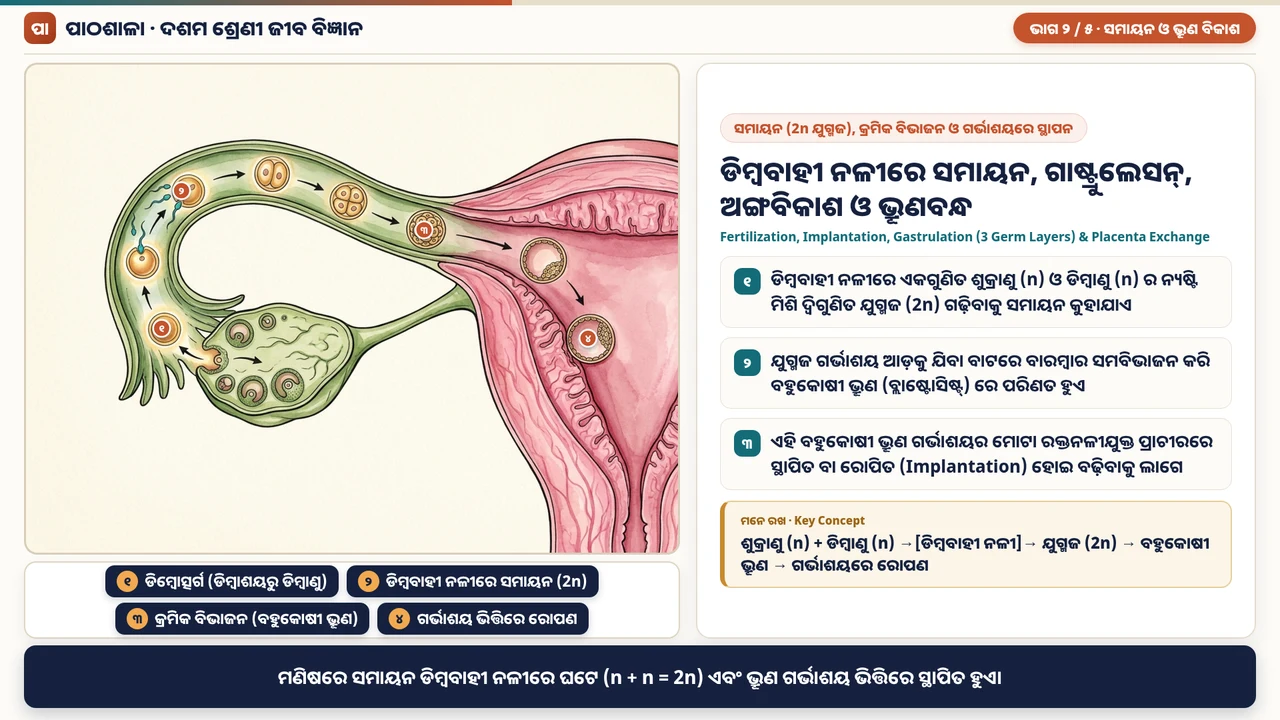 ପା ପାଠଶାଳା · ଦଶମ ଶ୍ରେଣୀ ଜୀବ ବିଜ୍ଞାନ
ଭାଗ ୨ / ୫ · ସମାୟନ ଓ ଭ୍ରୂଣ ବିକାଶ
୧
୨
୩
୪
୧ ଡିମ୍ବୋତ୍ସର୍ଗ (ଡିମ୍ବାଶୟରୁ ଡିମ୍ବାଣୁ)
୨ ଡିମ୍ବବାହୀ ନଳୀରେ ସମାୟନ (2n)
୩ କ୍ରମିକ ବିଭାଜନ (ବହୁକୋଷୀ ଭ୍ରୂଣ)
୪ ଗର୍ଭାଶୟ ଭିତ୍ତିରେ ରୋପଣ
ସମାୟନ (2n ଯୁଗ୍ମଜ), କ୍ରମିକ ବିଭାଜନ ଓ ଗର୍ଭାଶୟରେ ସ୍ଥାପନ
ଡିମ୍ବବାହୀ ନଳୀରେ ସମାୟନ, ଗାଷ୍ଟ୍ରୁଲେସନ୍,
ଅଙ୍ଗବିକାଶ ଓ ଭ୍ରୂଣବନ୍ଧ
Fertilization, Implantation, Gastrulation (3 Germ Layers) & Placenta Exchange
୧ ଡିମ୍ବବାହୀ ନଳୀରେ ଏକଗୁଣିତ ଶୁକ୍ରାଣୁ (n) ଓ ଡିମ୍ବାଣୁ (n) ର ନ୍ୟଷ୍ଟି
ମିଶି ଦ୍ୱିଗୁଣିତ ଯୁଗ୍ମଜ (2n) ଗଢ଼ିବାକୁ ସମାୟନ କୁହାଯାଏ
୨ ଯୁଗ୍ମଜ ଗର୍ଭାଶୟ ଆଡ଼କୁ ଯିବା ବାଟରେ ବାରମ୍ବାର ସମବିଭାଜନ କରି
ବହୁକୋଷୀ ଭ୍ରୂଣ (ବ୍ଲାଷ୍ଟୋସିଷ୍ଟ୍) ରେ ପରିଣତ ହୁଏ
୩ ଏହି ବହୁକୋଷୀ ଭ୍ରୂଣ ଗର୍ଭାଶୟର ମୋଟା ରକ୍ତନଳୀଯୁକ୍ତ ପ୍ରାଚୀରରେ
ସ୍ଥାପିତ ବା ରୋପିତ (Implantation) ହୋଇ ବଢ଼ିବାକୁ ଲାଗେ
ମନେ ରଖ · Key Concept
ଶୁକ୍ରାଣୁ (n) + ଡିମ୍ବାଣୁ (n) →[ଡିମ୍ବବାହୀ ନଳୀ]→ ଯୁଗ୍ମଜ (2n) → ବହୁକୋଷୀ
ଭ୍ରୂଣ → ଗର୍ଭାଶୟରେ ରୋପଣ
ମଣିଷରେ ସମାୟନ ଡିମ୍ବବାହୀ ନଳୀରେ ଘଟେ (n + n = 2n) ଏବଂ ଭ୍ରୂଣ ଗର୍ଭାଶୟ ଭିତ୍ତିରେ ସ୍ଥାପିତ ହୁଏ।